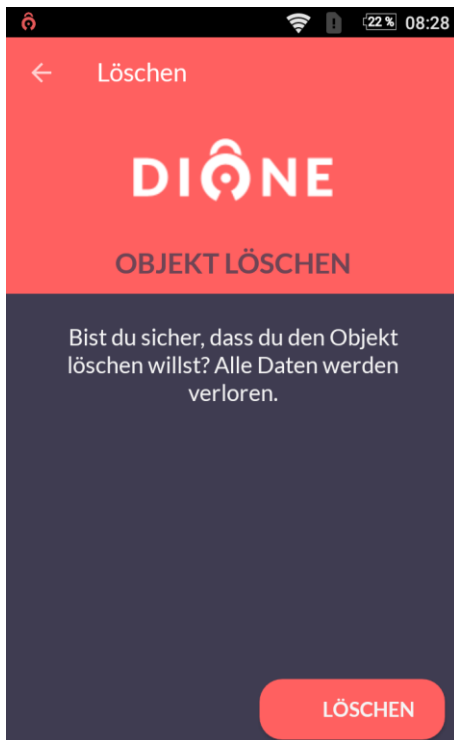 22 % 08:28
Löschen
DIONE
OBJEKT LÖSCHEN
Bist du sicher, dass du den Objekt
löschen willst? Alle Daten werden
verloren.
LÖSCHEN